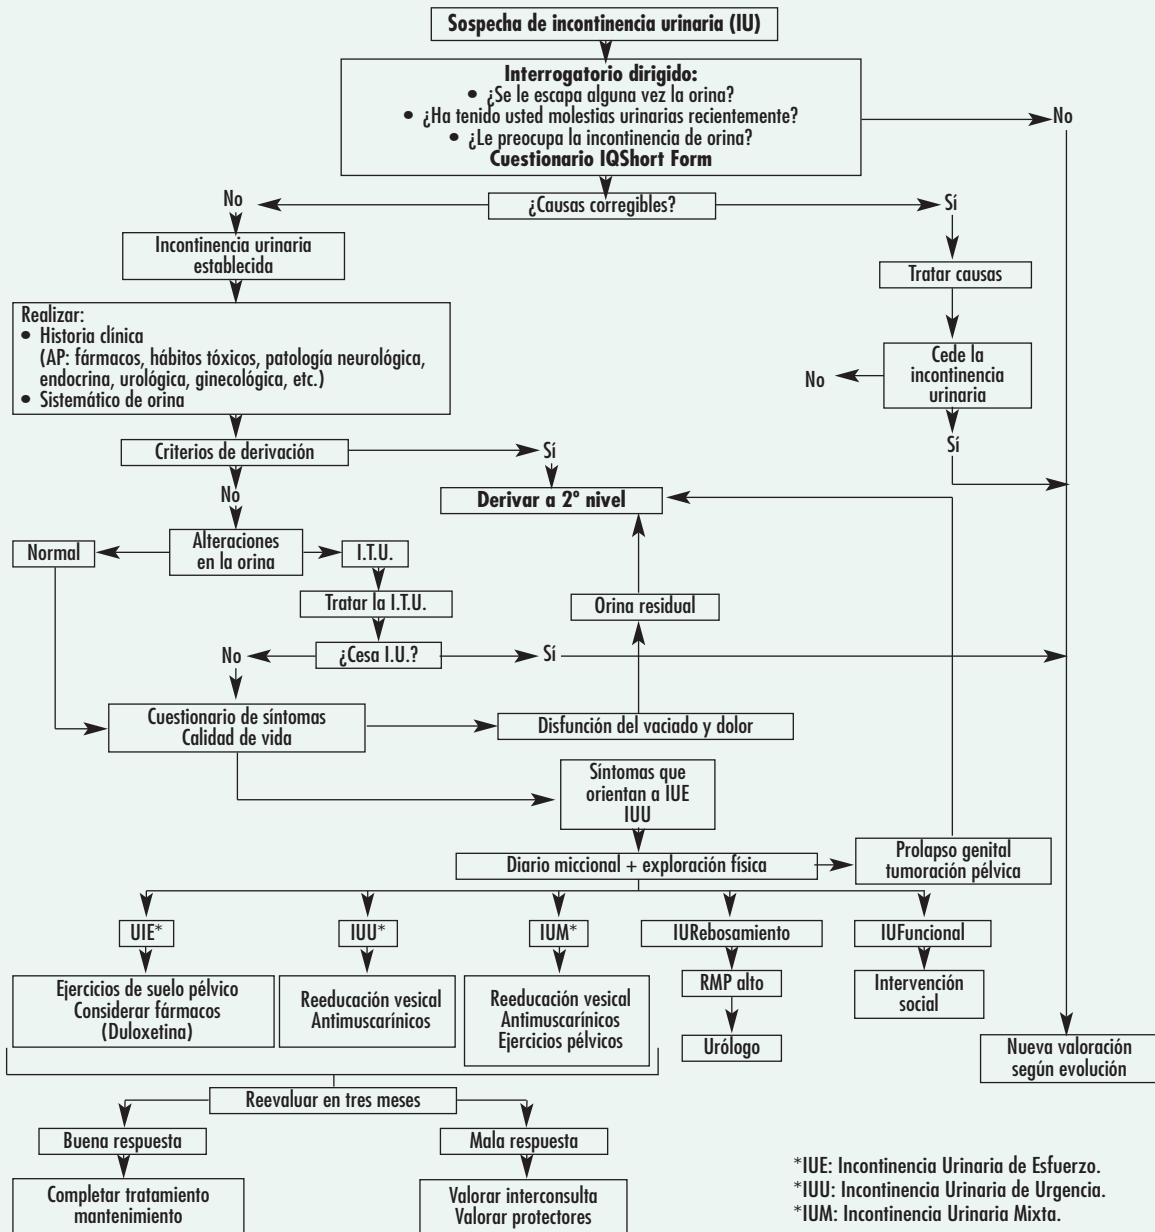 Sospecha de incontinencia urinaria (IU)
Interrogatorio dirigido:
• ¿Se le escapa alguna vez la orina?
• ¿Ha tenido usted molestias urinarias recientemente?
• ¿Le preocupa la incontinencia de orina?
Cuestionario IQShort Form
No
¿Causas corregibles?
No
Sí
Incontinencia urinaria
establecida
Tratar causas
Realizar:
• Historia clínica
(AP: fármacos, hábitos tóxicos, patología neurológica,
endocrina, urológica, ginecológica, etc.)
• Sistemático de orina
Cede la
incontinencia
urinaria
No
Sí
Criterios de derivación
Sí
No
Derivar a 2º nivel
Normal
Alteraciones
en la orina
I.T.U.
Tratar la I.T.U.
Orina residual
No
¿Cesa I.U.?
Sí
Cuestionario de síntomas
Calidad de vida
Disfunción del vaciado y dolor
Síntomas que
orientan a IUE
IUU
Diario miccional + exploración física
Prolapso genital
tumoración pélvica
UIE*
IUU*
IUM*
IURebosamiento
IUFuncional
Ejercicios de suelo pélvico
Considerar fármacos
(Duloxetina)
Reeducación vesical
Antimuscarínicos
Reeducación vesical
Antimuscarínicos
Ejercicios pélvicos
RMP alto
Urólogo
Intervención
social
Nueva valoración
según evolución
Reevaluar en tres meses
Buena respuesta
Mala respuesta
Completar tratamiento
mantenimiento
Valorar interconsulta
Valorar protectores
*IUE: Incontinencia Urinaria de Esfuerzo.
*IUU: Incontinencia Urinaria de Urgencia.
*IUM: Incontinencia Urinaria Mixta.